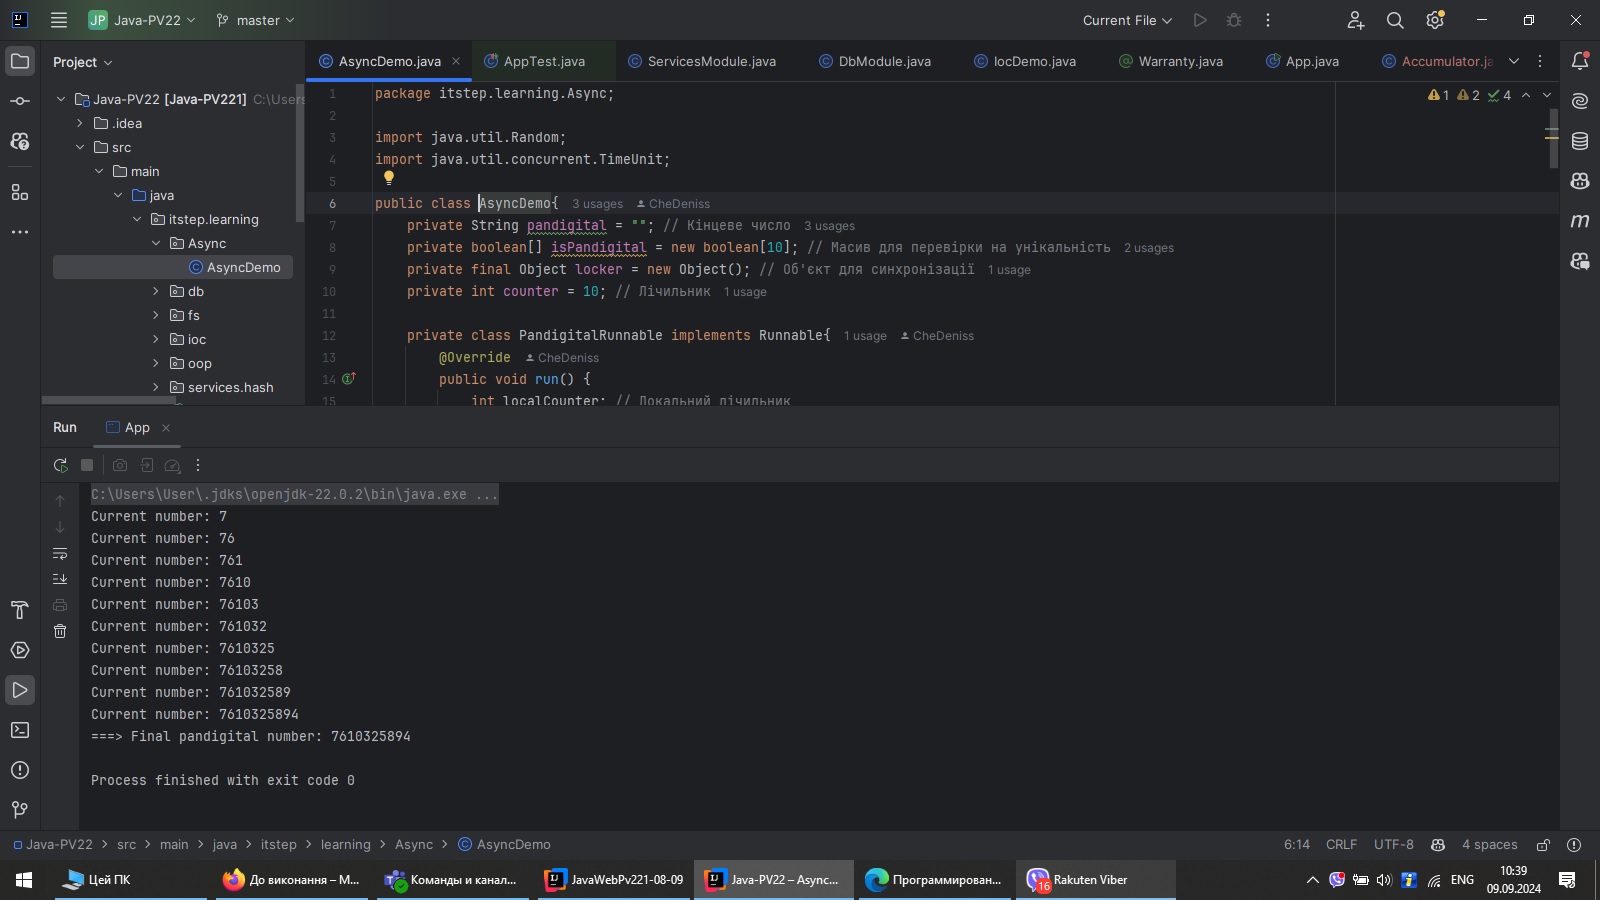 JP Java-PV22 master Current File
Project
AsyncDemo.java AppTest.java ServicesModule.java DbModule.java IocDemo.java Warranty.java App.java Accumulator.ja
Java-PV22 [Java-PV221] C:\Users
.idea
src
main
java
itstep.learning
Async
AsyncDemo
db
fs
ioc
oop
services.hash
1 2 4
1 package itstep.learning.Async;
2
3 import java.util.Random;
4 import java.util.concurrent.TimeUnit;
5
6 public class AsyncDemo{ 3 usages CheDeniss
7 private String pandigital = ""; // Кінцеве число 3 usages
8 private boolean[] isPandigital = new boolean[10]; // Масив для перевірки на унікальність 2 usages
9 private final Object locker = new Object(); // Об'єкт для синхронізації 1 usage
10 private int counter = 10; // Лічильник 1 usage
11
12 private class PandigitalRunnable implements Runnable{ 1 usage CheDeniss
13 @Override CheDeniss
14 public void run() {
15 int localCounter; // Локальний лічильник
Run App
C:\Users\User\.jdks\openjdk-22.0.2\bin\java.exe ...
Current number: 7
Current number: 76
Current number: 761
Current number: 7610
Current number: 76103
Current number: 761032
Current number: 7610325
Current number: 76103258
Current number: 761032589
Current number: 7610325894
===> Final pandigital number: 7610325894
Process finished with exit code 0
Java-PV22 > src > main > java > itstep > learning > Async > AsyncDemo 6:14 CRLF UTF-8 4 spaces
Цей ПК До виконання – M... Команды и канал... JavaWebPv221-08-09 Java-PV22 – Async... Программирован... 16 Rakuten Viber ENG 10:39
09.09.2024